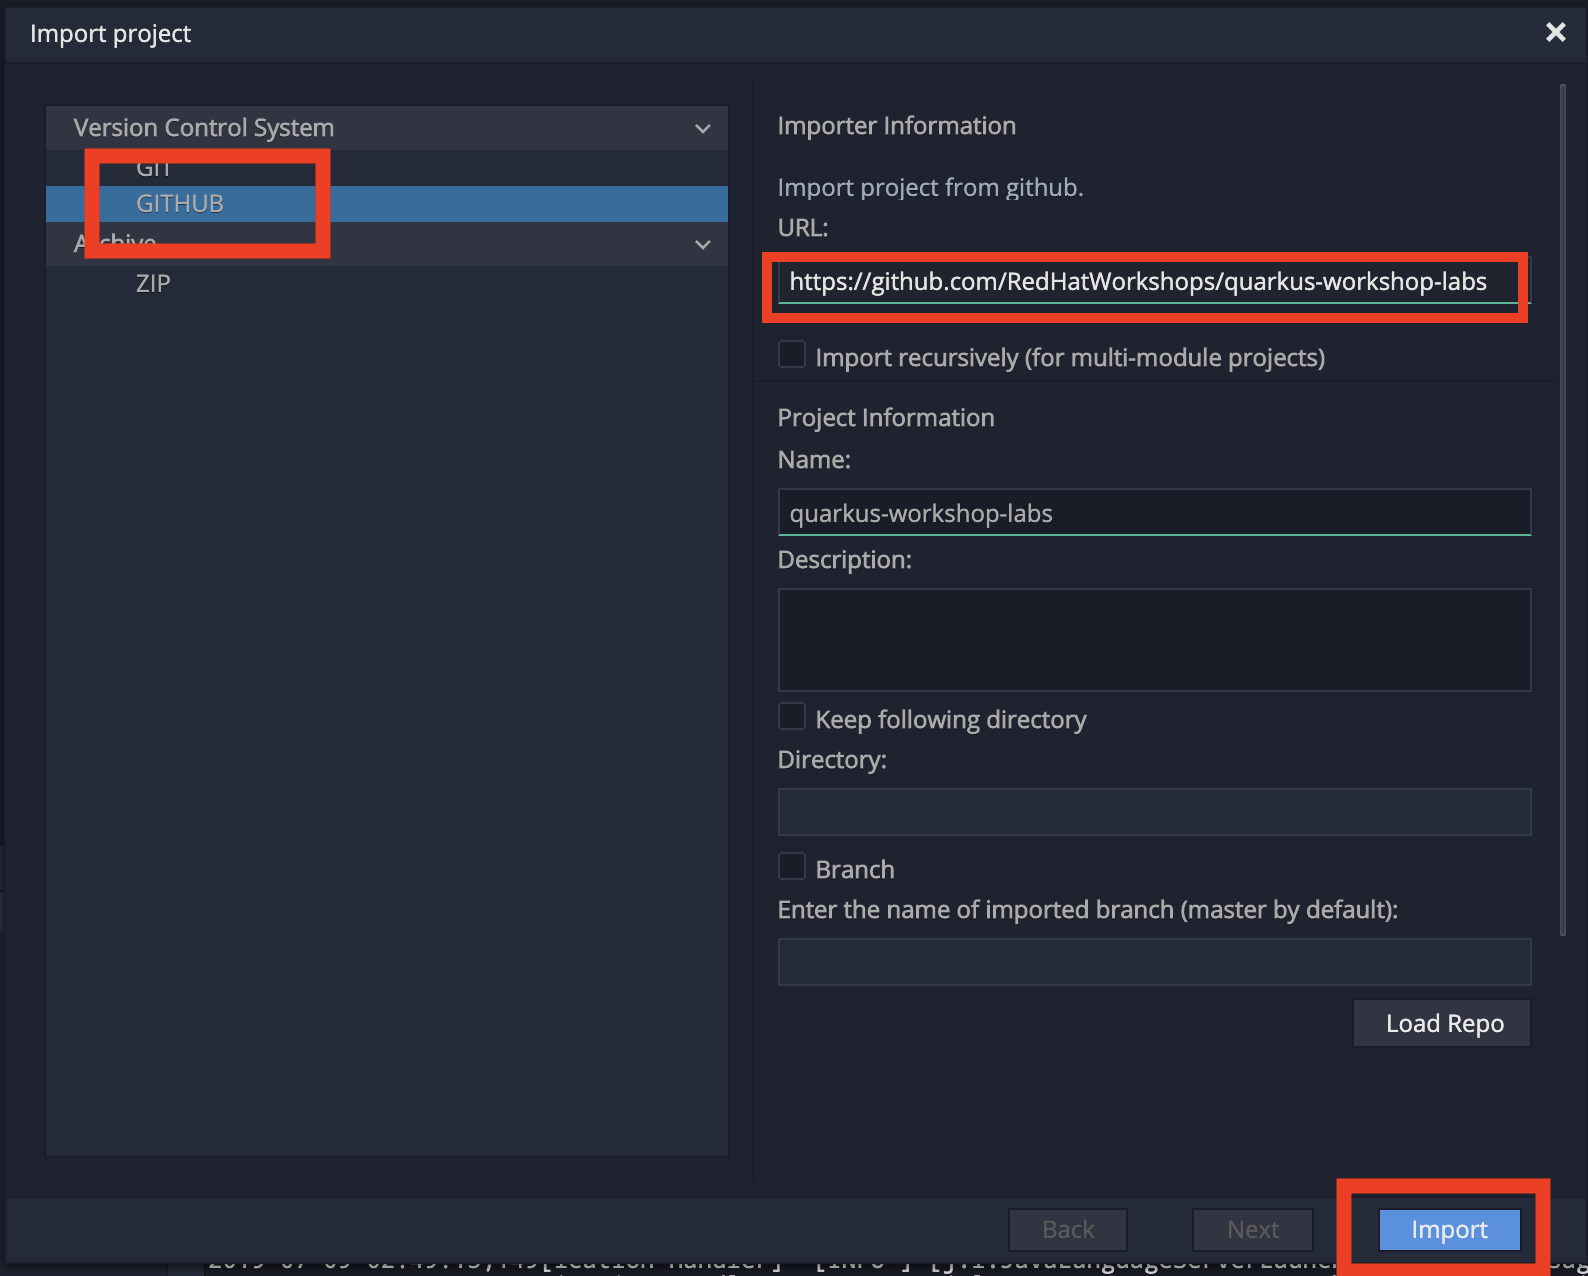 Import project
Version Control System
GIT
GITHUB
Archive
ZIP
Importer Information
Import project from github.
URL:
https://github.com/RedHatWorkshops/quarkus-workshop-labs
Import recursively (for multi-module projects)
Project Information
Name:
quarkus-workshop-labs
Description:
Keep following directory
Directory:
Branch
Enter the name of imported branch (master by default):
Load Repo
Back
Next
Import